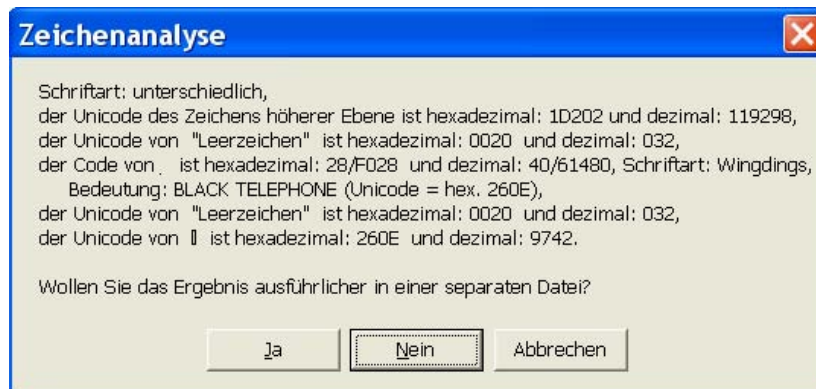 Zeichenanalyse
Schriftart: unterschiedlich,
der Unicode des Zeichens höherer Ebene ist hexadezimal: 1D202 und dezimal: 119298,
der Unicode von "Leerzeichen" ist hexadezimal: 0020 und dezimal: 032,
der Code von . ist hexadezimal: 28/F028 und dezimal: 40/61480, Schriftart: Wingdings,
Bedeutung: BLACK TELEPHONE (Unicode = hex. 260E),
der Unicode von "Leerzeichen" ist hexadezimal: 0020 und dezimal: 032,
der Unicode von ▯ ist hexadezimal: 260E und dezimal: 9742.
Wollen Sie das Ergebnis ausführlicher in einer separaten Datei?
Ja Nein Abbrechen